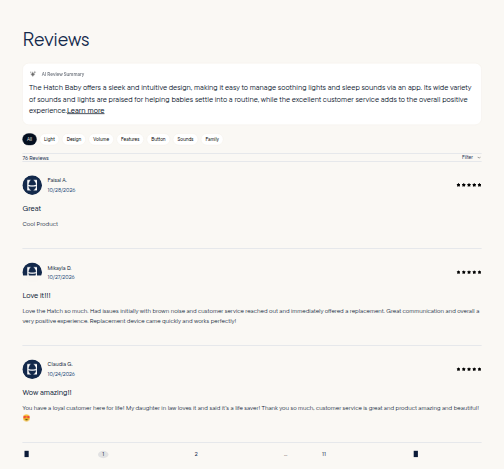 Reviews
AI Review Summary
The Hatch Baby offers a sleek and intuitive design, making it easy to manage soothing lights and sleep sounds via an app. Its wide variety
of sounds and lights are praised for helping babies settle into a routine, while the excellent customer service adds to the overall positive
experience.Learn more
All Light Design Volume Features Button Sounds Family
76 Reviews Filter
Faisal A.
10/28/2026
Great
Cool Product
Mikayla D.
10/27/2026
Love it!!!
Love the Hatch so much. Had issues initially with brown noise and customer service reached out and immediately offered a replacement. Great communication and overall a
very positive experience. Replacement device came quickly and works perfectly!
Claudia G.
10/24/2026
Wow amazing!!
You have a loyal customer here for life! My daughter in law loves it and said it's a life saver! Thank you so much, customer service is great and product amazing and beautiful!
😍
1 2 ... 11